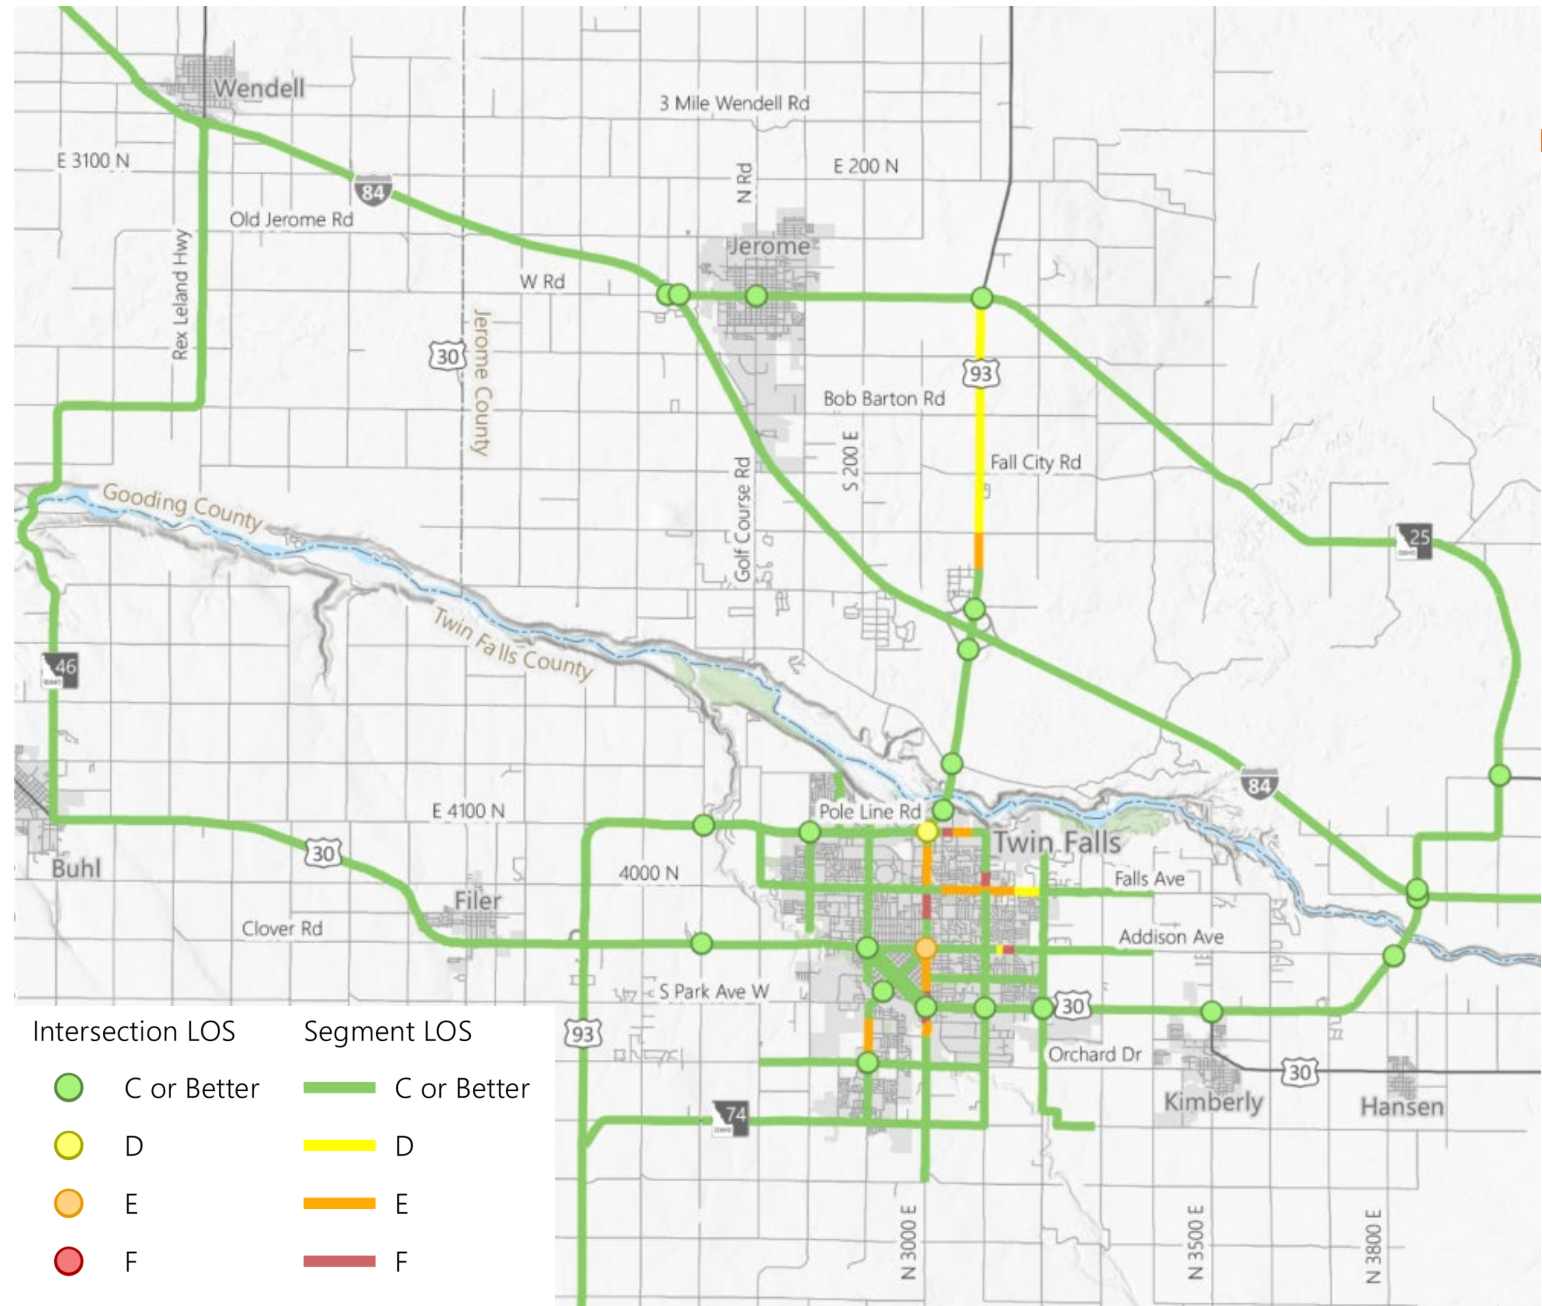 Wendell
3 Mile Wendell Rd
E 3100 N
N Rd
E 200 N
84
Old Jerome Rd
Jerome
Rex Leland Hwy
W Rd
Jerome County
30
93
Bob Barton Rd
S 200 E
Fall City Rd
Golf Course Rd
Gooding County
25
IDAHO
Twin Falls County
46
IDAHO
84
E 4100 N
Pole Line Rd
Twin Falls
30
Buhl
4000 N
Falls Ave
Filer
Clover Rd
Addison Ave
S Park Ave W
30
93
Orchard Dr
30
Kimberly
Hansen
74
IDAHO
N 3000 E
N 3500 E
N 3800 E
Intersection LOS
C or Better
D
E
F
Segment LOS
C or Better
D
E
F